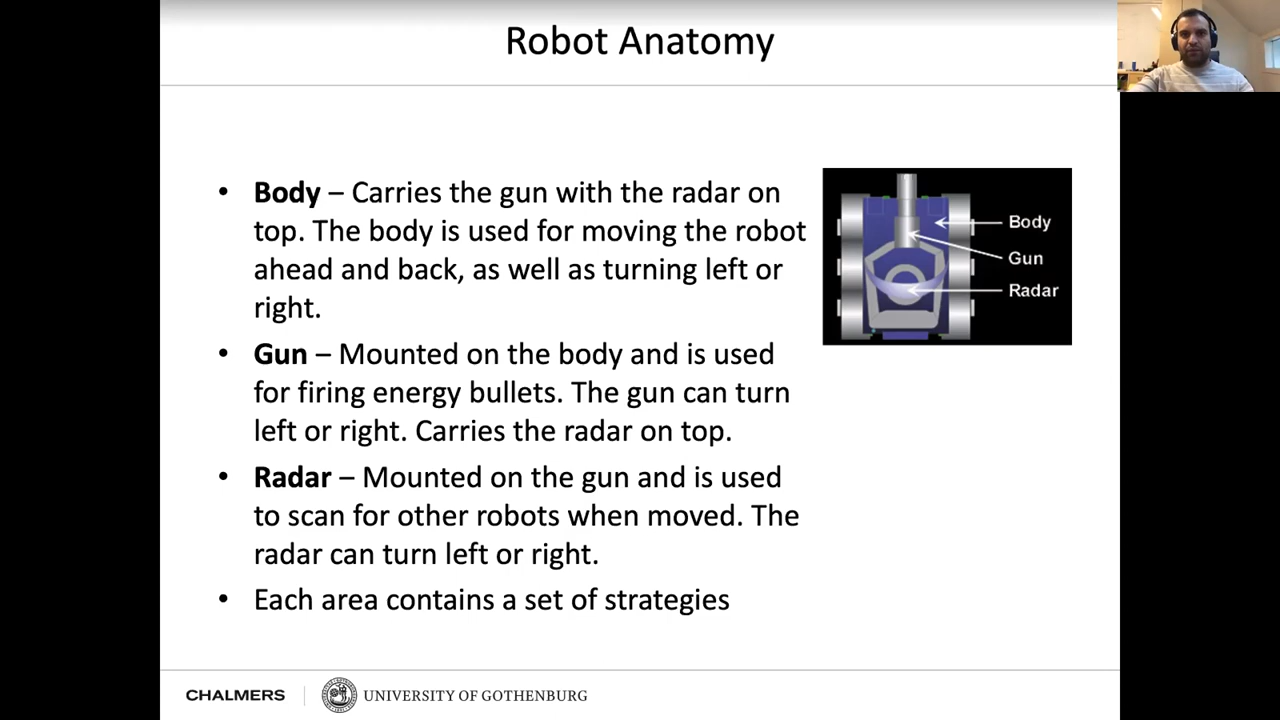 Robot Anatomy
• Body – Carries the gun with the radar on
top. The body is used for moving the robot
ahead and back, as well as turning left or
right.
• Gun – Mounted on the body and is used
for firing energy bullets. The gun can turn
left or right. Carries the radar on top.
• Radar – Mounted on the gun and is used
to scan for other robots when moved. The
radar can turn left or right.
• Each area contains a set of strategies
Body
Gun
Radar
CHALMERS
UNIVERSITY OF GOTHENBURG